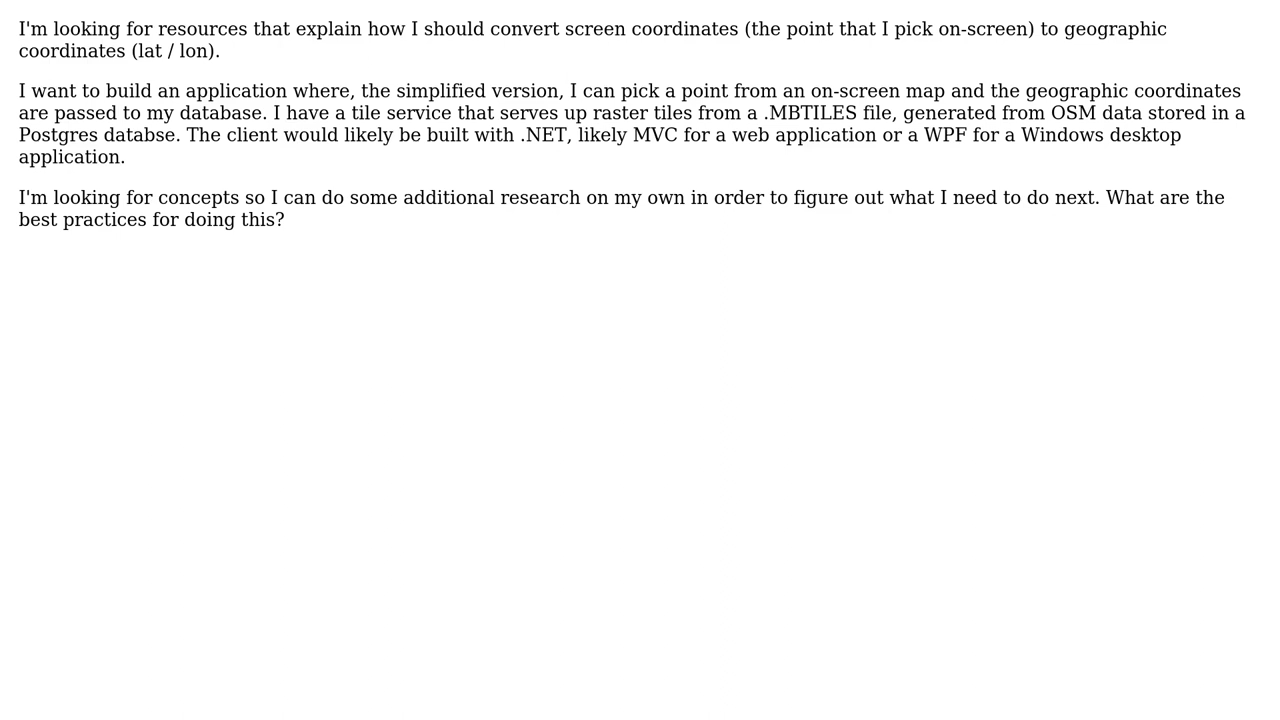 I'm looking for resources that explain how I should convert screen coordinates (the point that I pick on-screen) to geographic
coordinates (lat / lon).
I want to build an application where, the simplified version, I can pick a point from an on-screen map and the geographic coordinates
are passed to my database. I have a tile service that serves up raster tiles from a .MBTILES file, generated from OSM data stored in a
Postgres databse. The client would likely be built with .NET, likely MVC for a web application or a WPF for a Windows desktop
application.
I'm looking for concepts so I can do some additional research on my own in order to figure out what I need to do next. What are the
best practices for doing this?